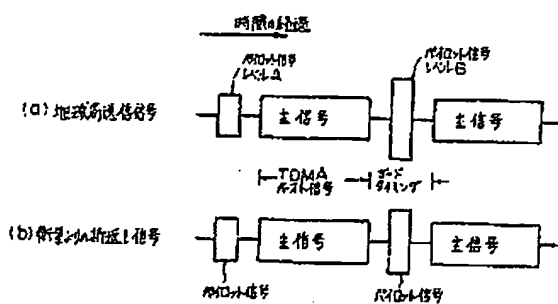 時間の経過
パイロット信号
レベルA
パイロット信号
レベルB
(a) 地球局送信信号
主信号
主信号
TDMA
バースト信号
ガード
タイミング
(b) 衛星よりの折返し信号
主信号
主信号
パイロット信号
パイロット信号